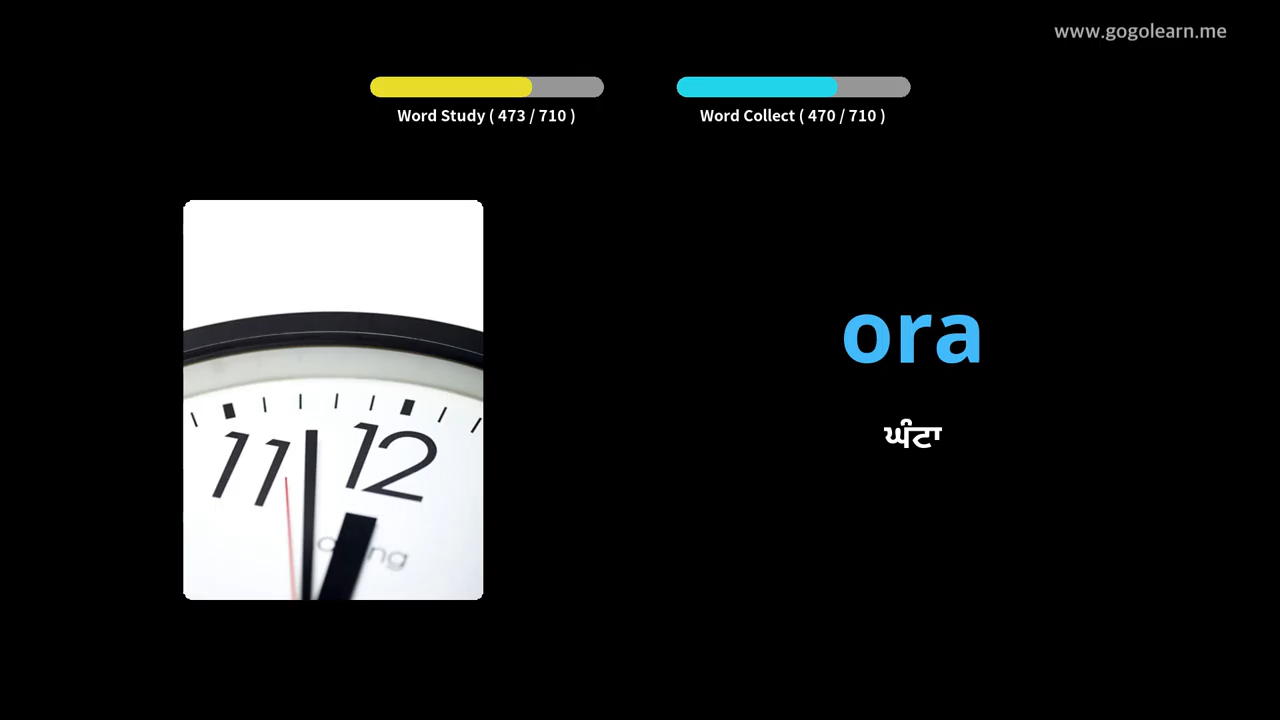 www.gogolearn.me
Word Study ( 473 / 710 )
Word Collect ( 470 / 710 )
ora
ਘੰਟਾ
11 12